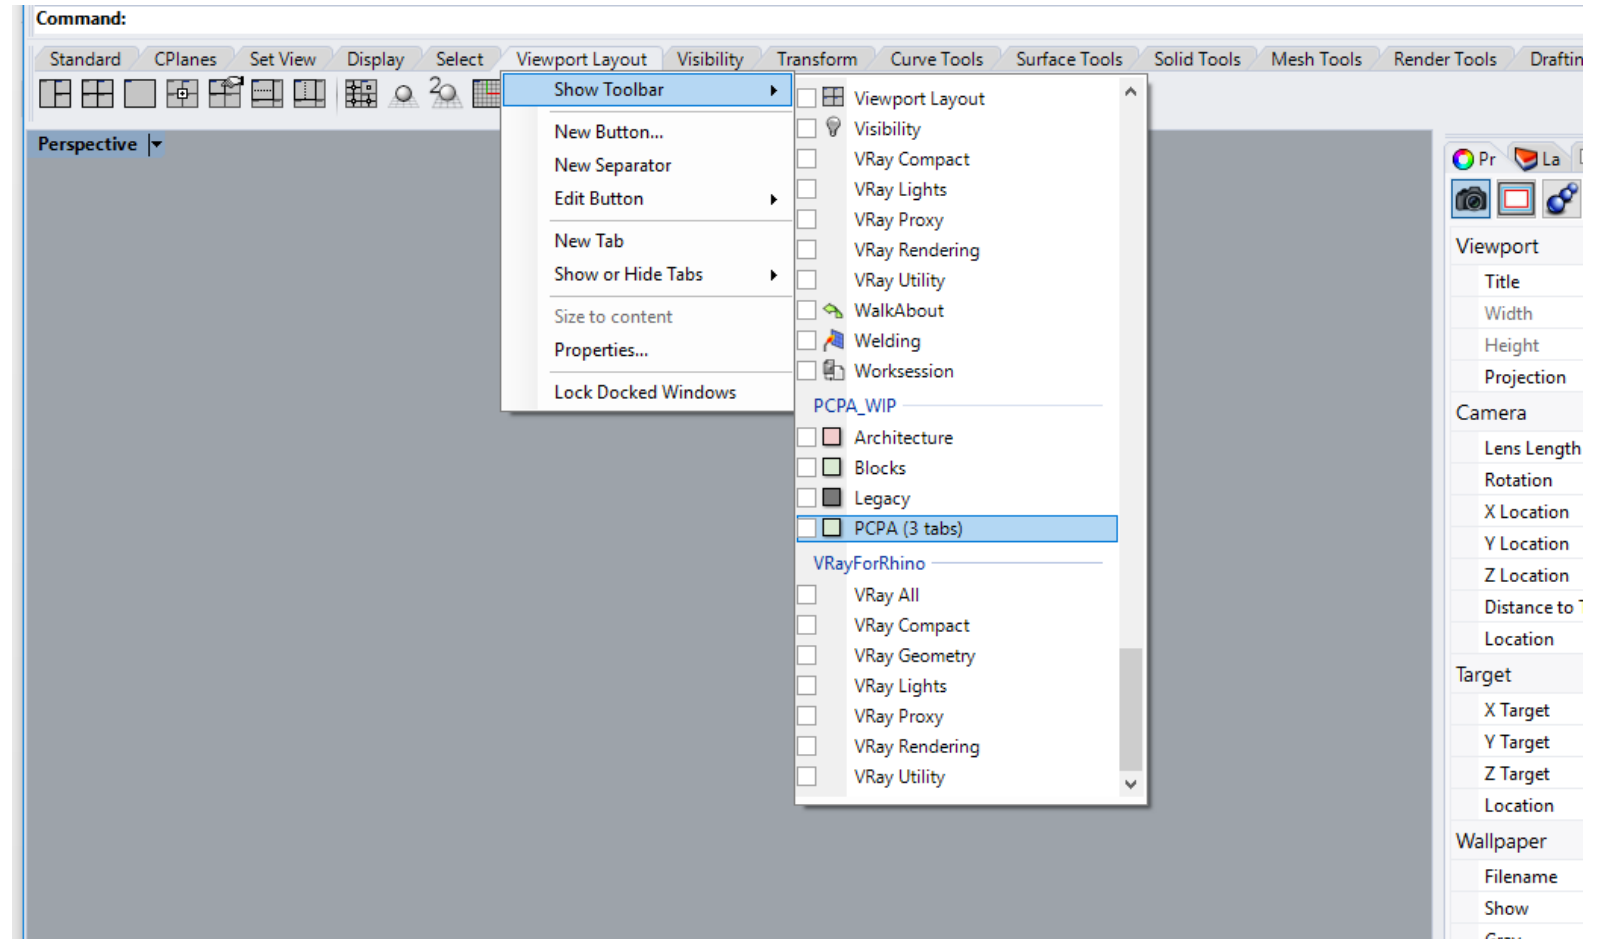 Command:
Standard CPlanes Set View Display Select Viewport Layout Visibility Transform Curve Tools Surface Tools Solid Tools Mesh Tools Render Tools
Perspective
Show Toolbar
New Button...
New Separator
Edit Button
New Tab
Show or Hide Tabs
Size to content
Properties...
Lock Docked Windows
Viewport Layout
Visibility
VRay Compact
VRay Lights
VRay Proxy
VRay Rendering
VRay Utility
WalkAbout
Welding
Worksession
PCPA_WIP
Architecture
Blocks
Legacy
PCPA (3 tabs)
VRayForRhino
VRay All
VRay Compact
VRay Geometry
VRay Lights
VRay Proxy
VRay Rendering
VRay Utility
Pr La
Viewport
Title
Width
Height
Projection
Camera
Lens Length
Rotation
X Location
Y Location
Z Location
Distance to
Location
Target
X Target
Y Target
Z Target
Location
Wallpaper
Filename
Show